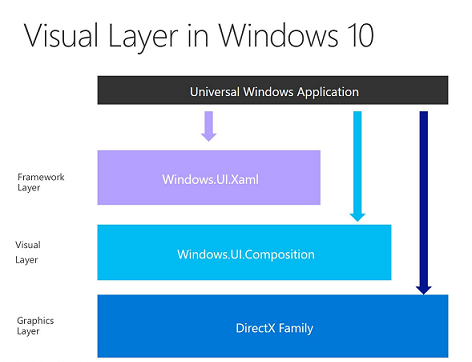 Visual Layer in Windows 10
Universal Windows Application
Framework
Layer
Windows.UI.Xaml
Visual
Layer
Windows.UI.Composition
Graphics
Layer
DirectX Family